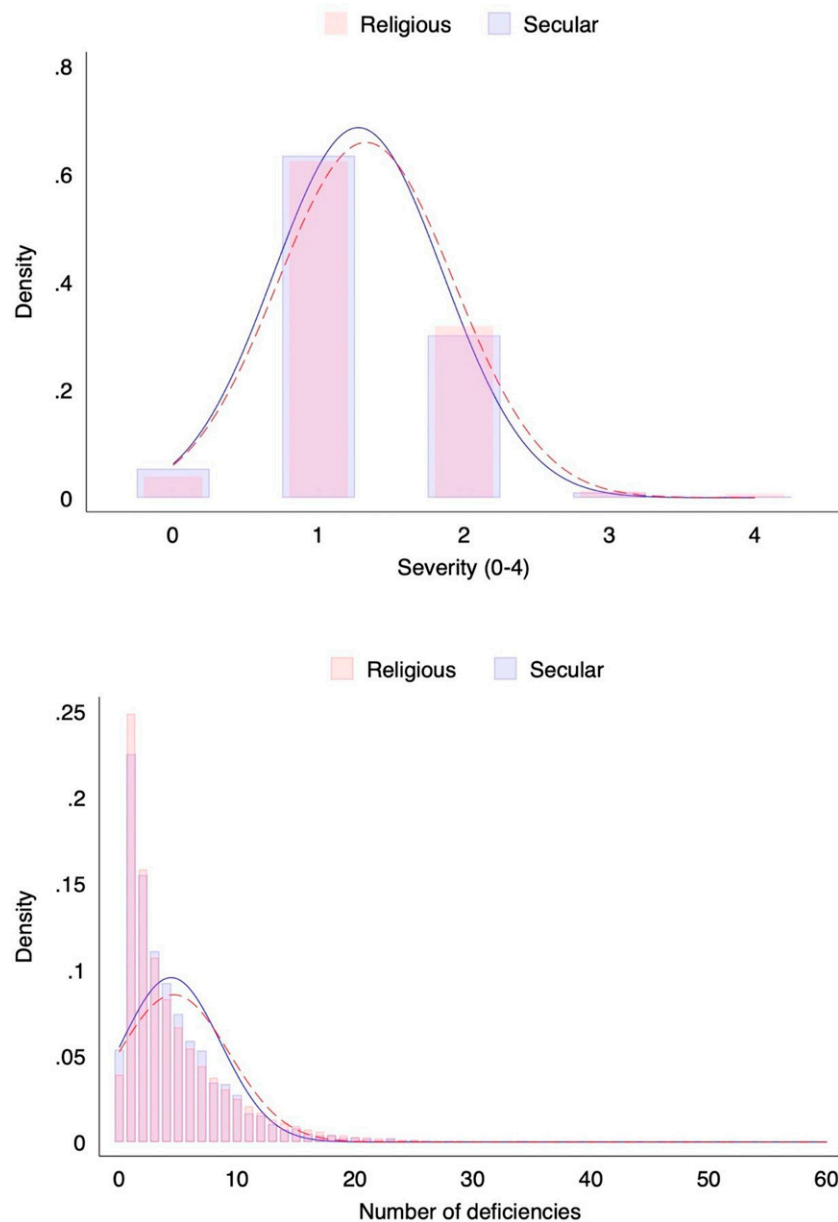 Religious Secular
.8
.6
.4
.2
0
Density
0 1 2 3 4
Severity (0-4)
Religious Secular
.25
.2
.15
.1
.05
0
Density
0 10 20 30 40 50 60
Number of deficiencies